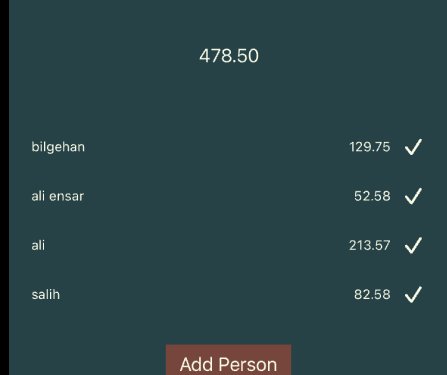 478.50
bilgehan 129.75
ali ensar 52.58
ali 213.57
salih 82.58
Add Person